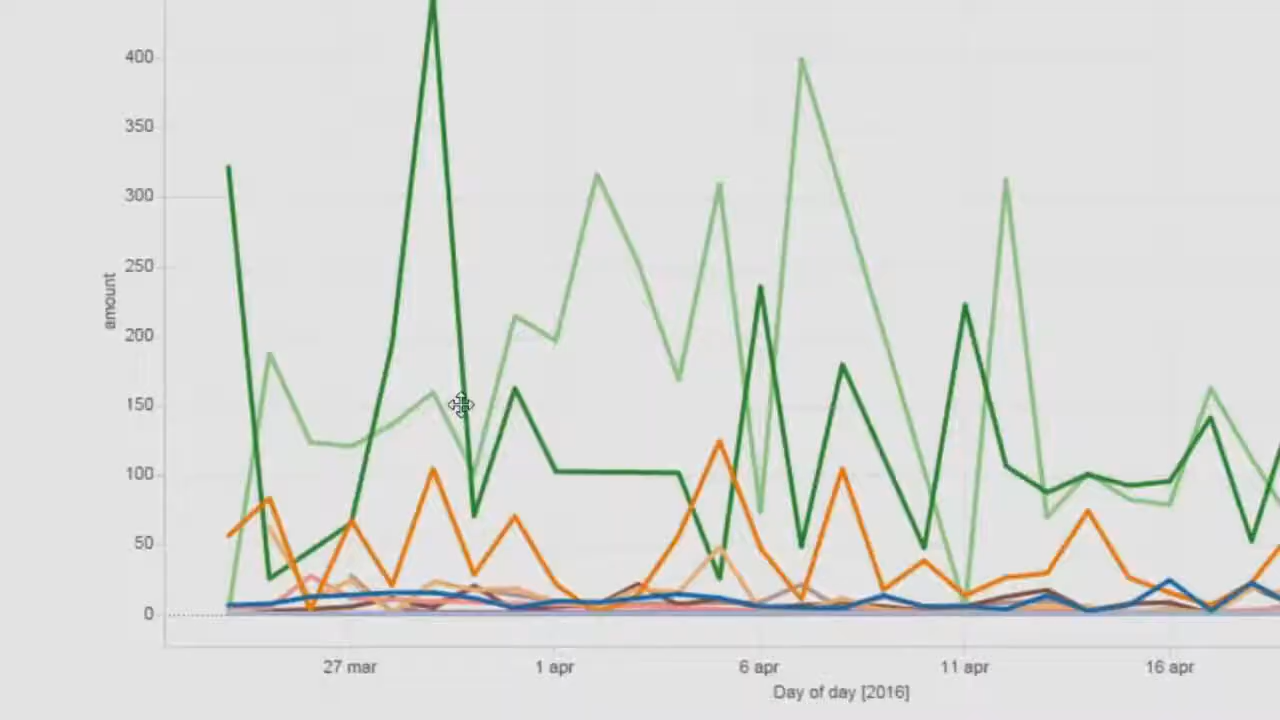 400
350
300
250
200
150
100
50
0
amount
27 mar
1 apr
6 apr
11 apr
16 apr
Day of day [2016]